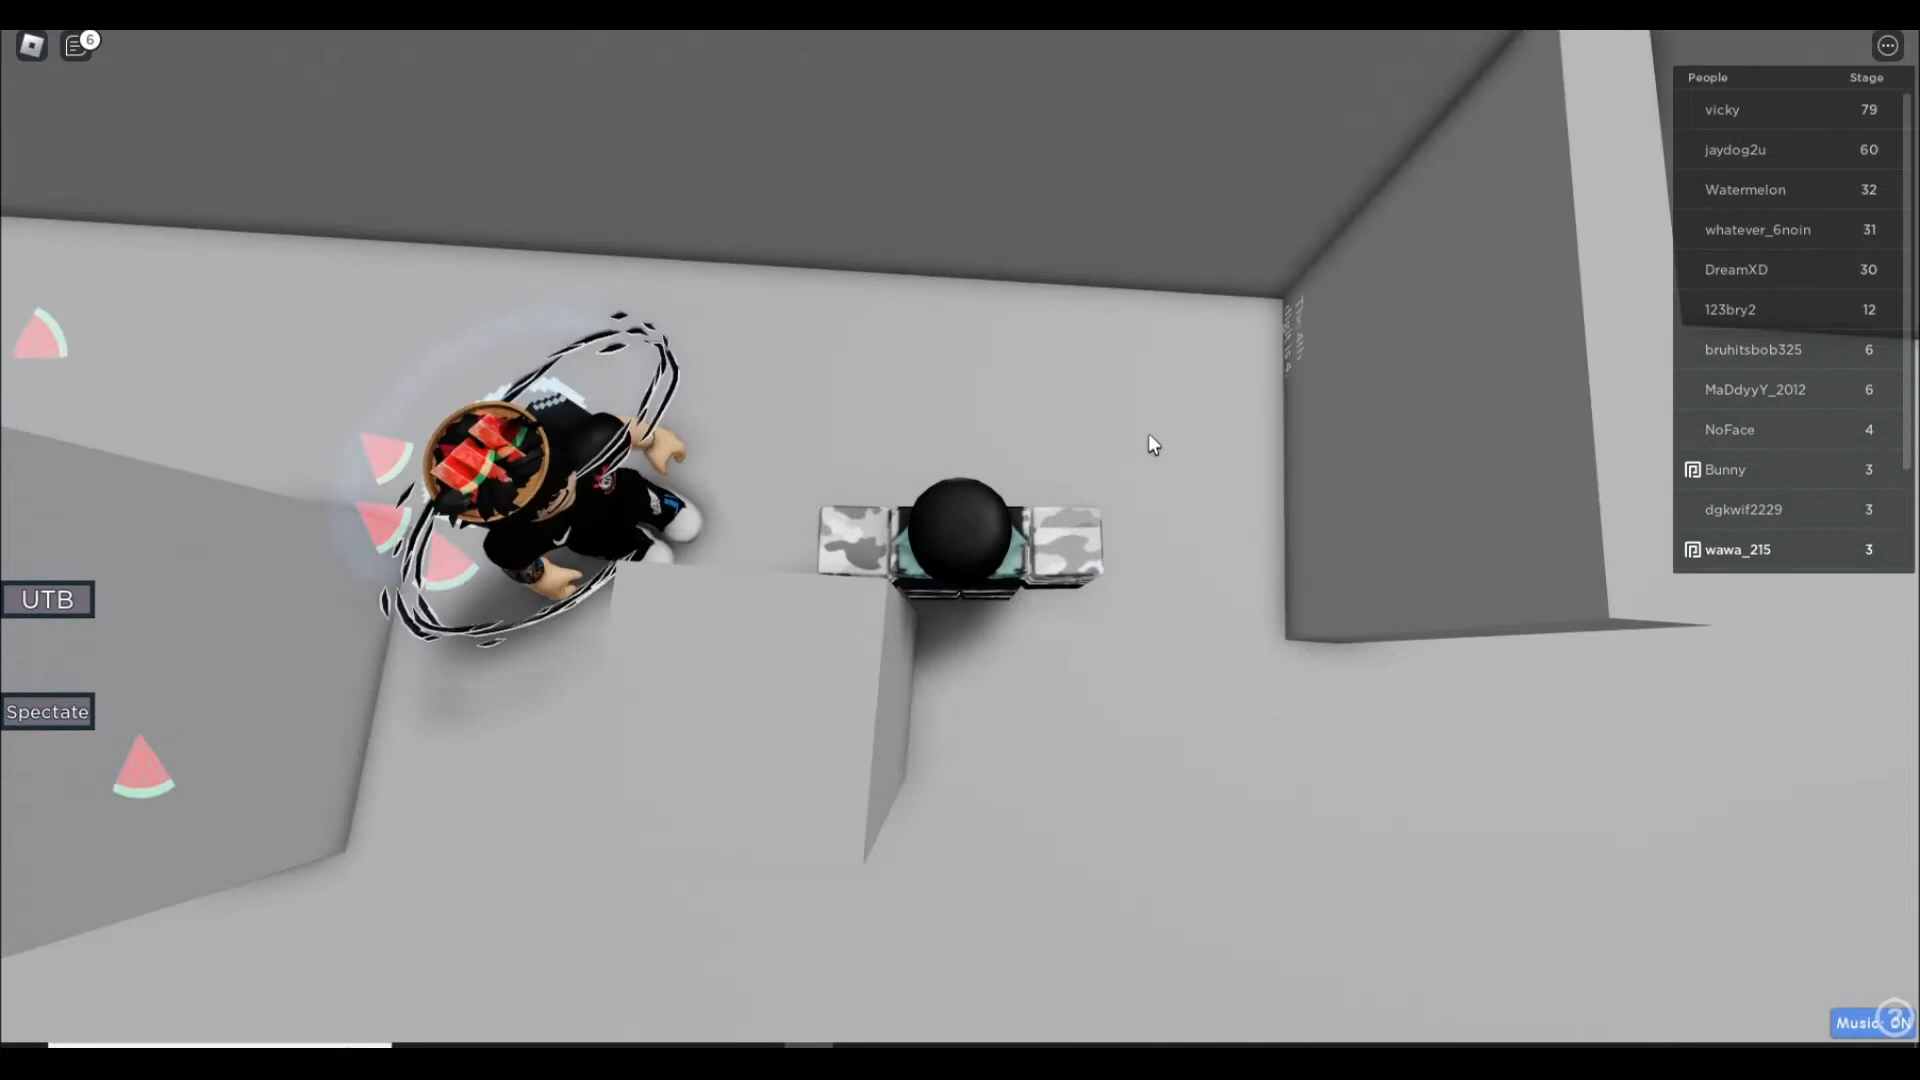 6
People Stage
vicky 79
jaydog2u 60
Watermelon 32
whatever_6noin 31
DreamXD 30
123bry2 12
bruhitsbob325 6
MaDdyyY_2012 6
NoFace 4
Bunny 3
dgkwif2229 3
wawa_215 3
UTB
Spectate
Music: ON